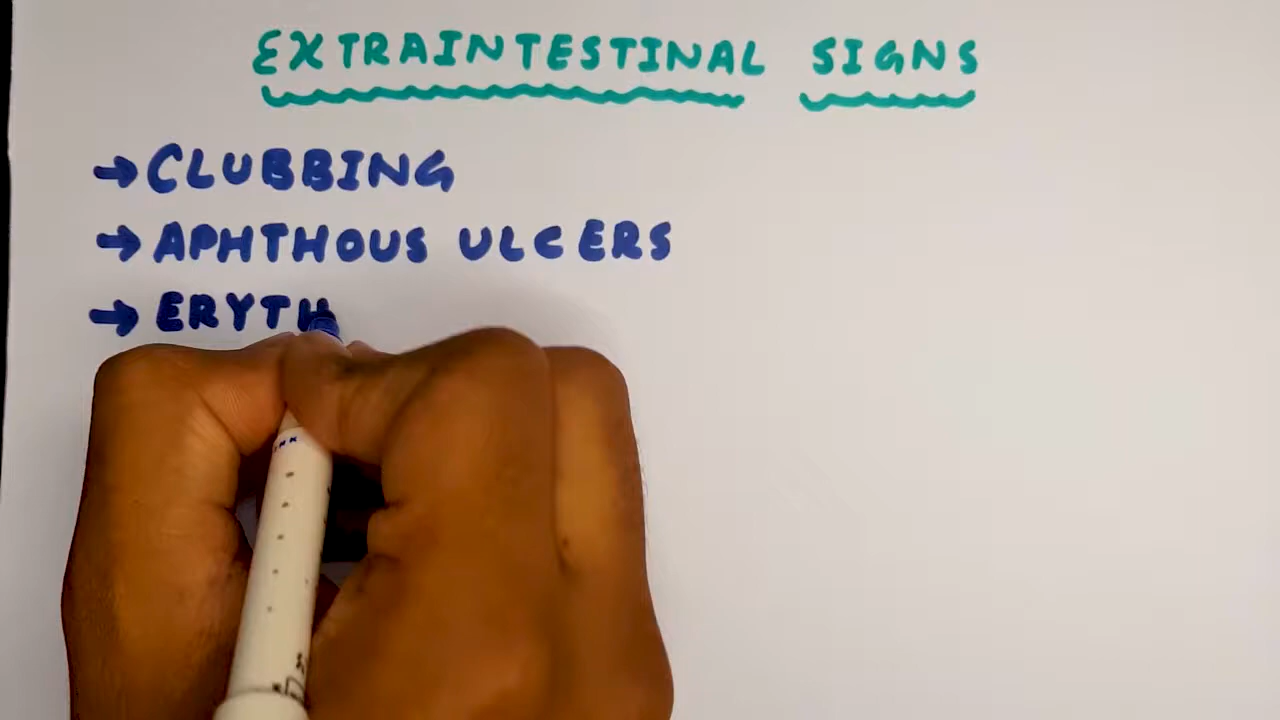 EXTRAINTESTINAL SIGNS
→ CLUBBING
→ APHTHOUS ULCERS
→ ERYTH